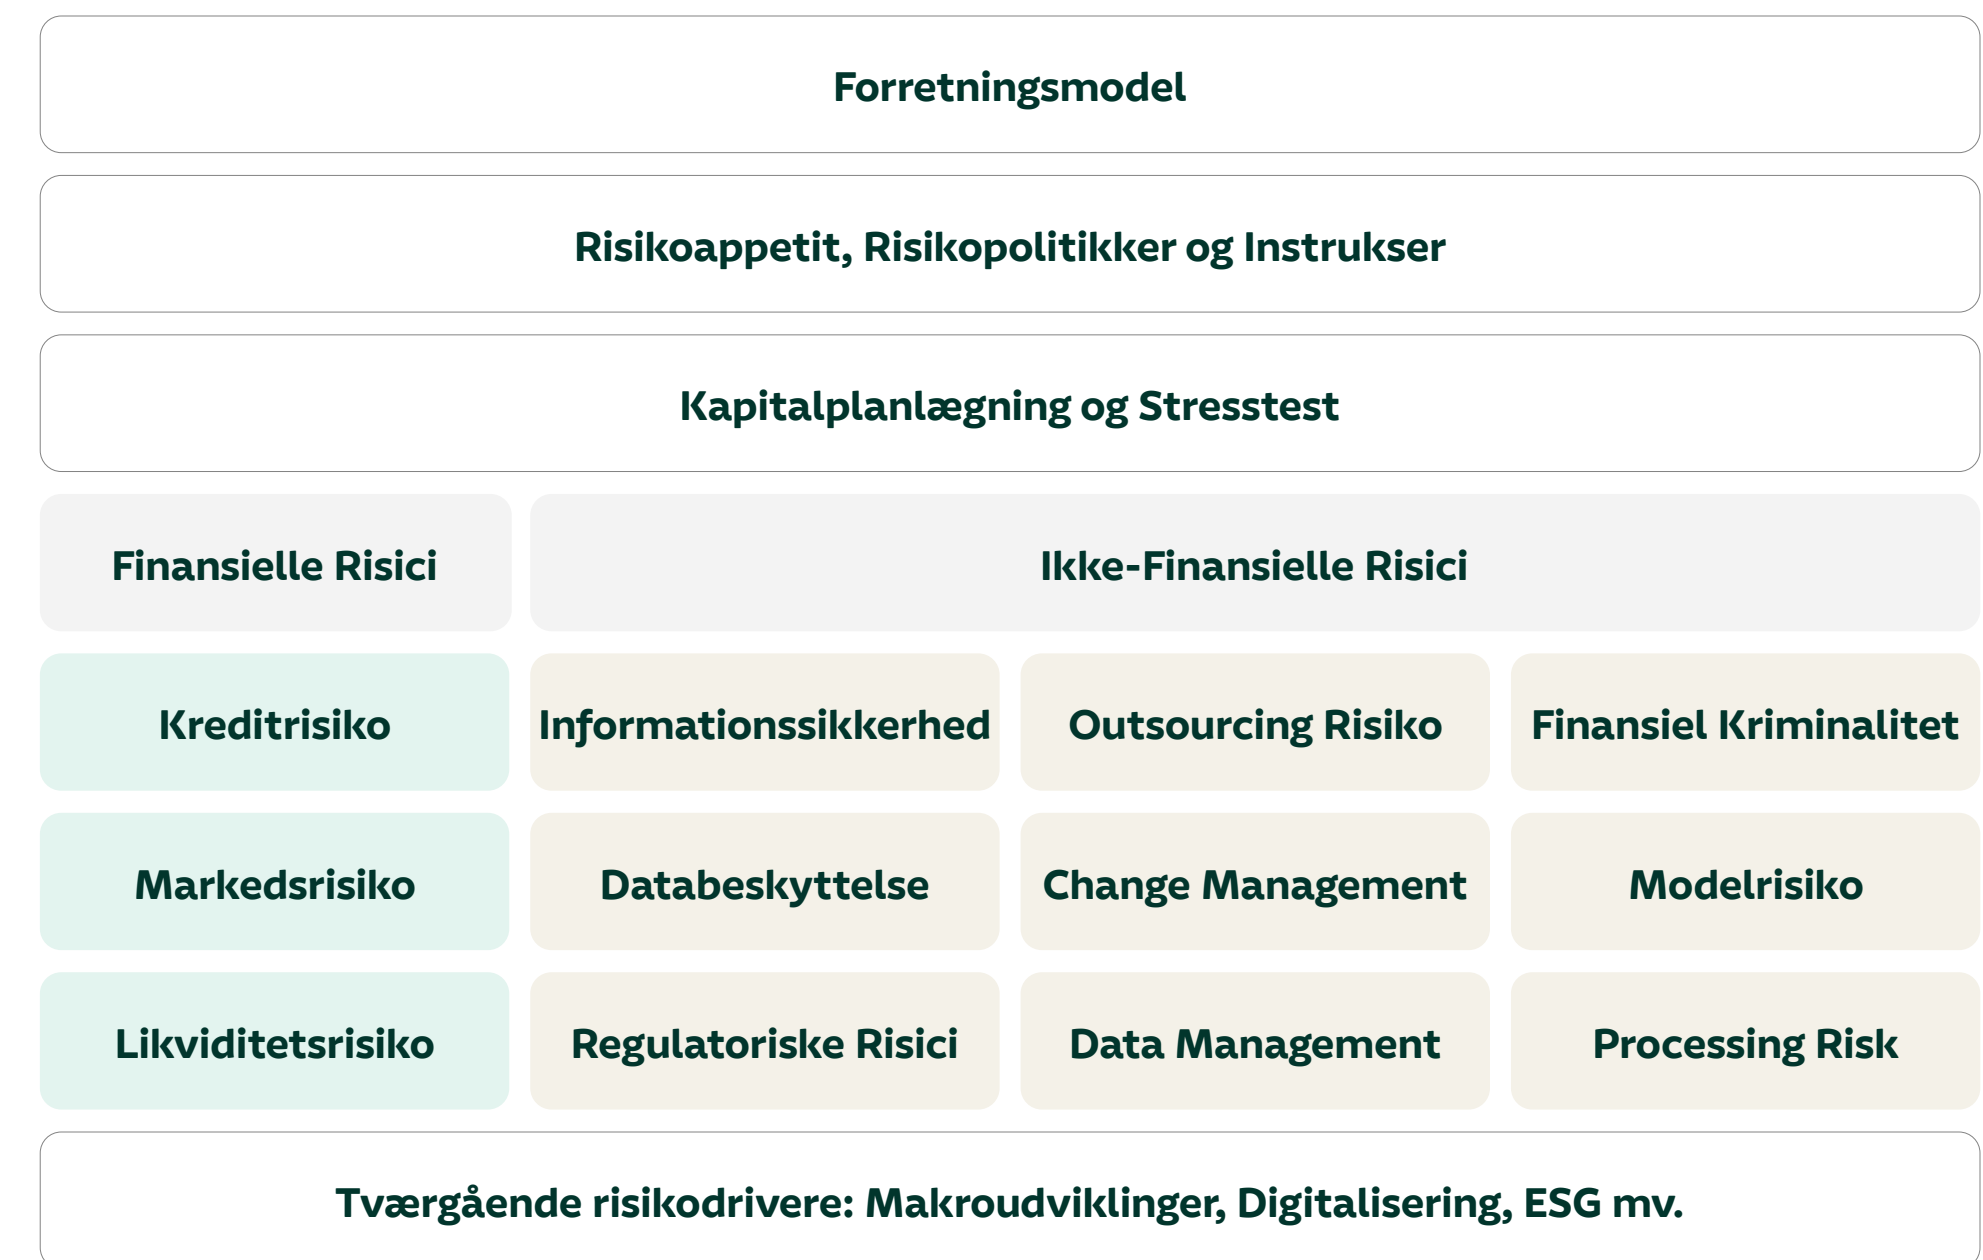 Forretningsmodel
Risikoappetit, Risikopolitikker og Instrukser
Kapitalplanlægning og Stresstest
Finansielle Risici
Ikke-Finansielle Risici
Kreditrisiko
Informationssikkerhed
Outsourcing Risiko
Finansiel Kriminalitet
Markedsrisiko
Databeskyttelse
Change Management
Modelrisiko
Likviditetsrisiko
Regulatoriske Risici
Data Management
Processing Risk
Tværgående risikodrivere: Makroudviklinger, Digitalisering, ESG mv.